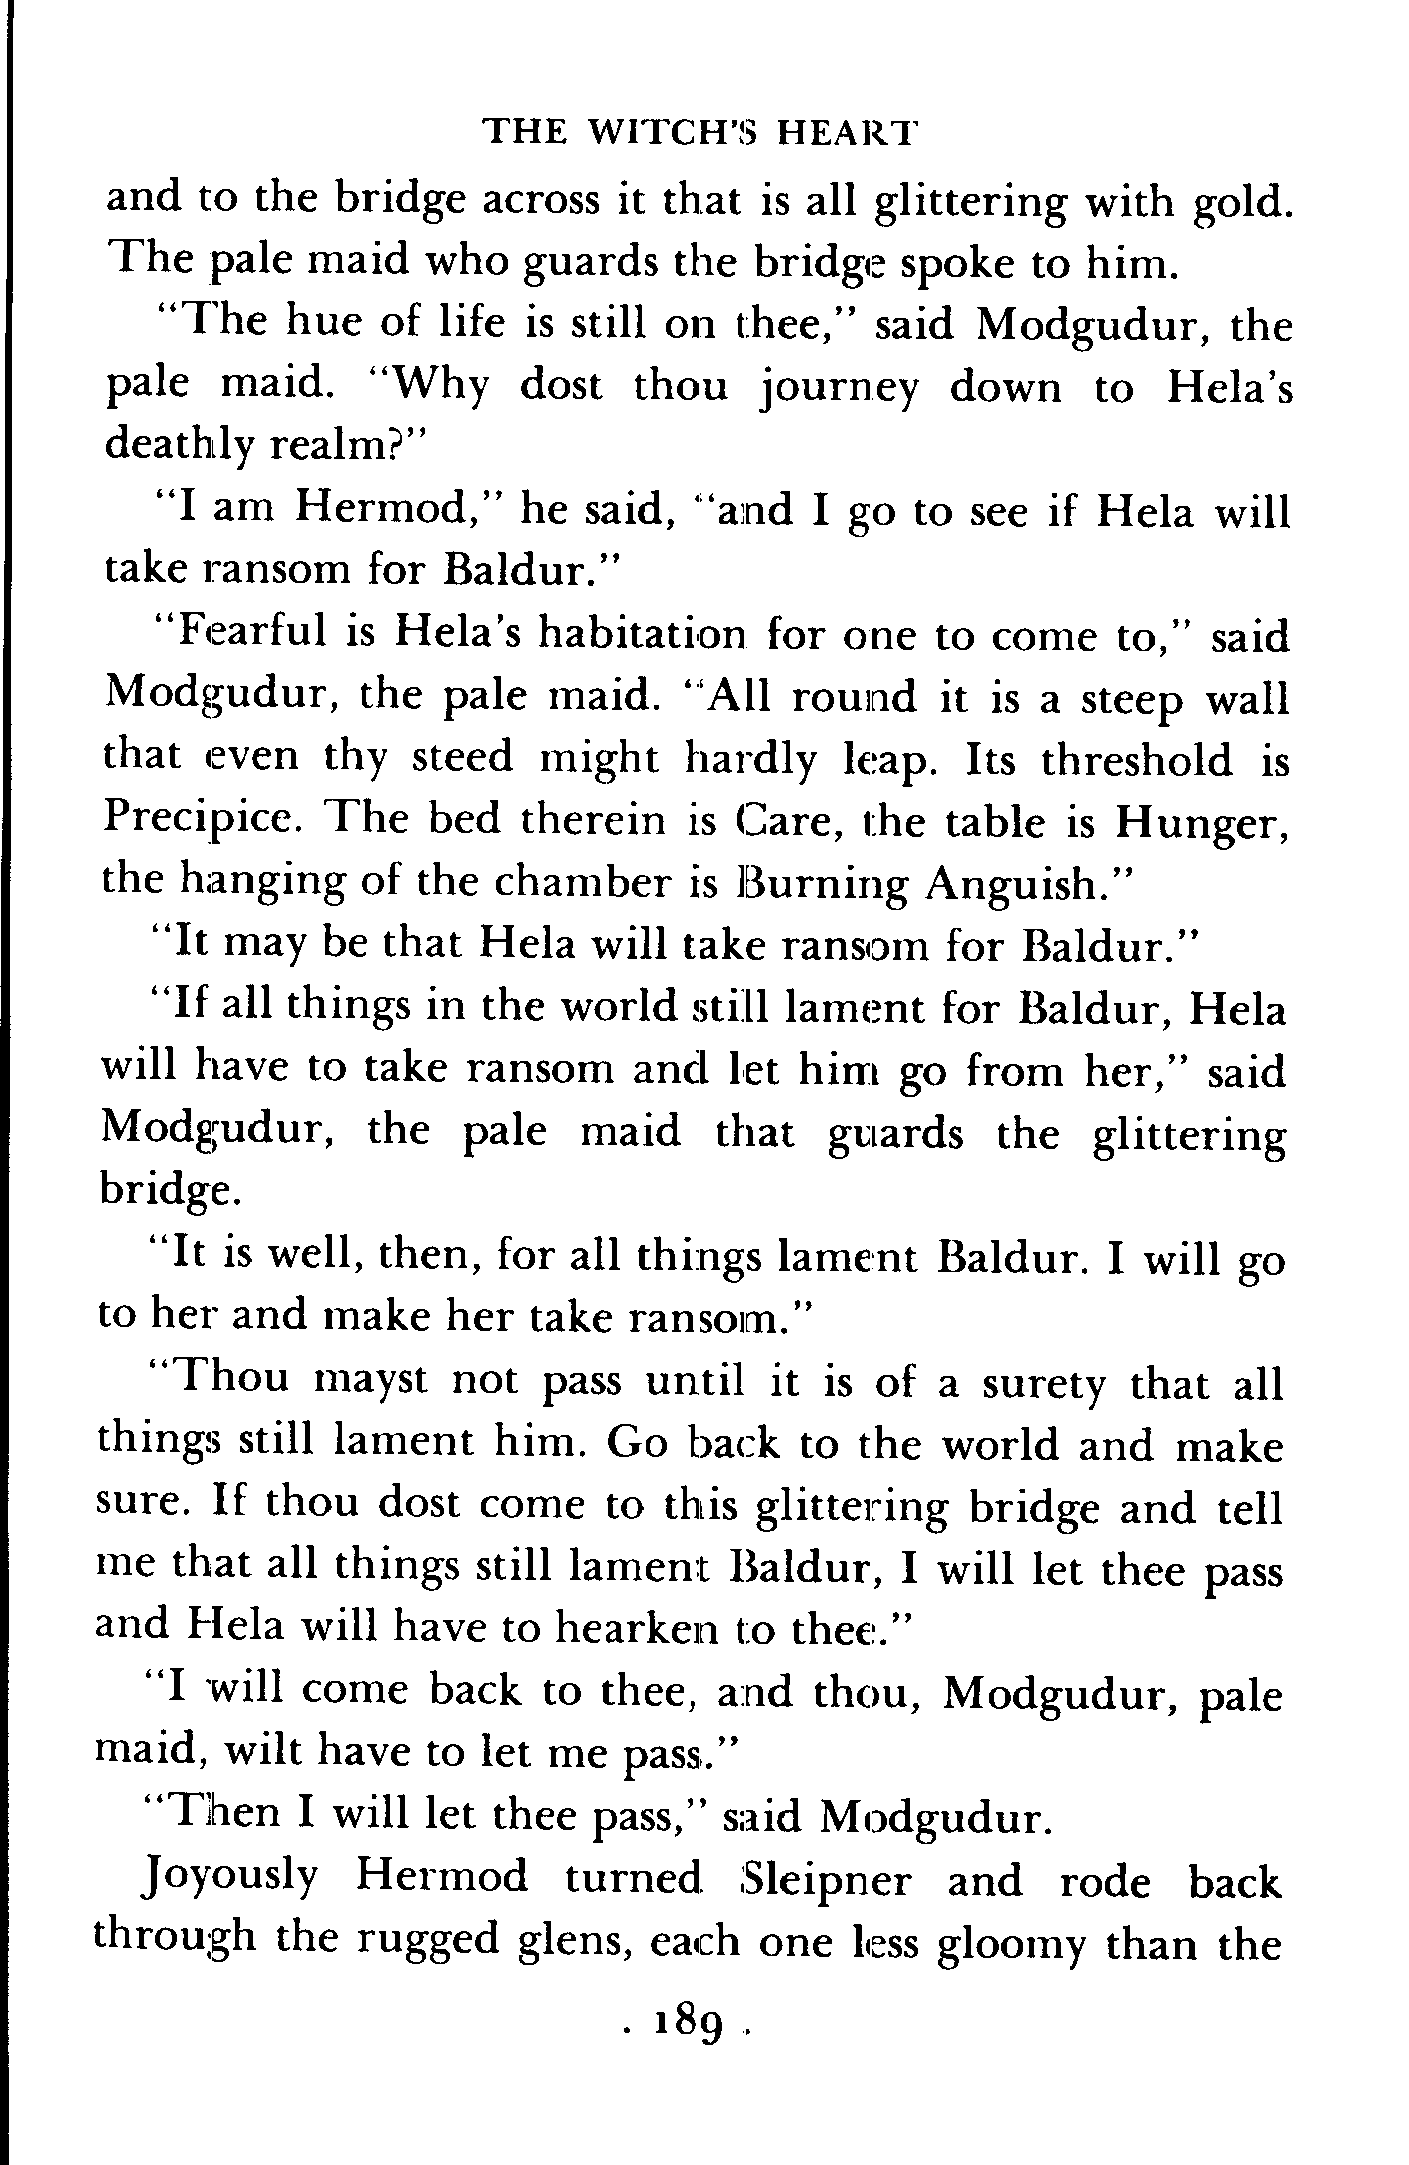 THE WITCH'S HEART
and to the bridge across it that is all glittering with gold.
The pale maid who guards the bridge spoke to him.
“The hue of life is still on thee,” said Modgudur, the
pale maid. “Why dost thou journey down to Hela's
deathly realm?”
“I am Hermod,” he said, “and I go to see if Hela will
take ransom for Baldur.”
“Fearful is Hela's habitation for one to come to,” said
Modgudur, the pale maid. “All round it is a steep wall
that even thy steed might hardly leap. Its threshold is
Precipice. The bed therein is Care, the table is Hunger,
the hanging of the chamber is Burning Anguish.”
“It may be that Hela will take ransom for Baldur.”
“If all things in the world still lament for Baldur, Hela
will have to take ransom and let him go from her,” said
Modgudur, the pale maid that guards the glittering
bridge.
“It is well, then, for all things lament Baldur. I will go
to her and make her take ransom.”
“Thou mayst not pass until it is of a surety that all
things still lament him. Go back to the world and make
sure. If thou dost come to this glittering bridge and tell
me that all things still lament Baldur, I will let thee pass
and Hela will have to hearken to thee.”
“I will come back to thee, and thou, Modgudur, pale
maid, wilt have to let me pass.”
“Then I will let thee pass,” said Modgudur.
Joyously Hermod turned Sleipner and rode back
through the rugged glens, each one less gloomy than the
. 189 .